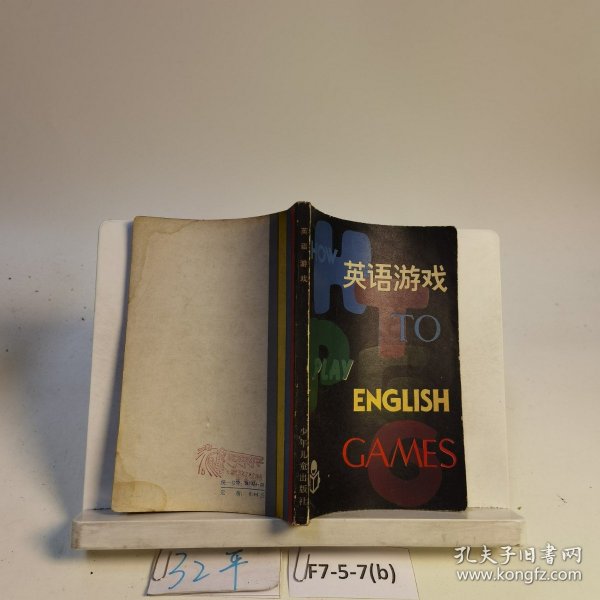 英语游戏
少年儿童出版社
HOW
英语游戏
TO
PLAY
ENGLISH
GAMES
32平
F7-5-7(b)
孔夫子旧书网
www.kongfz.com